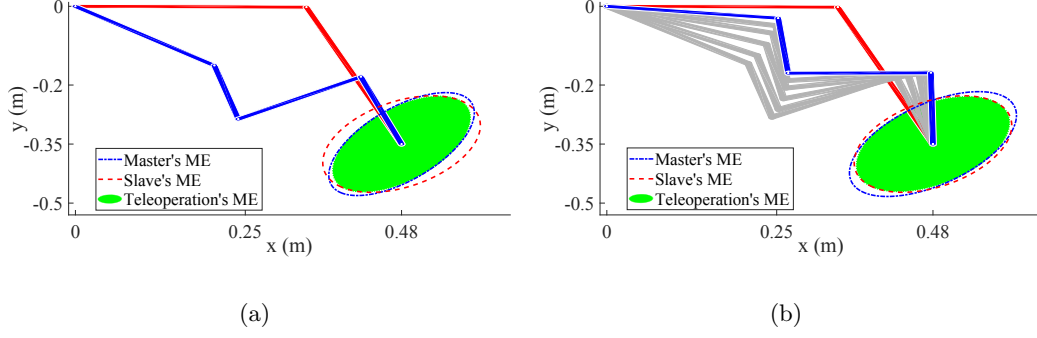 0
-0.2
-0.35
-0.5
y (m)
Master's ME
Slave's ME
Teleoperation's ME
0
0.25
0.48
x (m)
(a)
0
-0.2
-0.35
-0.5
y (m)
Master's ME
Slave's ME
Teleoperation's ME
0
0.25
0.48
x (m)
(b)